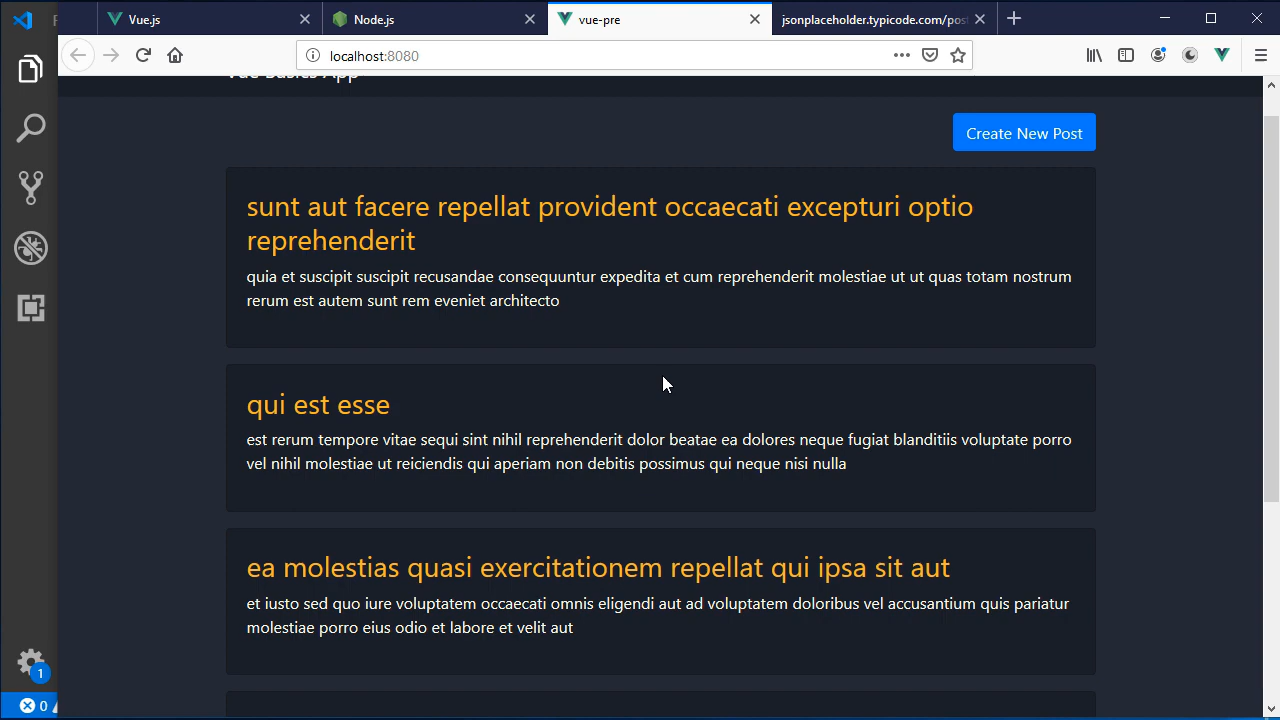 F
Vue.js
Node.js
vue-pre
jsonplaceholder.typicode.com/post
localhost:8080
Vue Basics App
Create New Post
sunt aut facere repellat provident occaecati excepturi optio
reprehenderit
quia et suscipit suscipit recusandae consequuntur expedita et cum reprehenderit molestiae ut ut quas totam nostrum
rerum est autem sunt rem eveniet architecto
qui est esse
est rerum tempore vitae sequi sint nihil reprehenderit dolor beatae ea dolores neque fugiat blanditiis voluptate porro
vel nihil molestiae ut reiciendis qui aperiam non debitis possimus qui neque nisi nulla
ea molestias quasi exercitationem repellat qui ipsa sit aut
et iusto sed quo iure voluptatem occaecati omnis eligendi aut ad voluptatem doloribus vel accusantium quis pariatur
molestiae porro eius odio et labore et velit aut
1
0